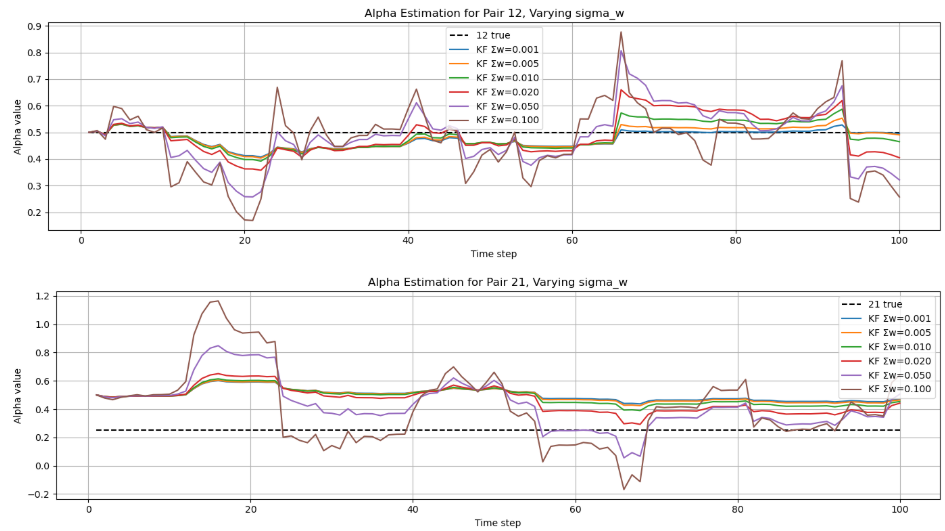 Alpha Estimation for Pair 12, Varying sigma_w
Alpha value
0.9
0.8
0.7
0.6
0.5
0.4
0.3
0.2
12 true
KF Σw=0.001
KF Σw=0.005
KF Σw=0.010
KF Σw=0.020
KF Σw=0.050
KF Σw=0.100
0 20 40 60 80 100
Time step
Alpha Estimation for Pair 21, Varying sigma_w
Alpha value
1.2
1.0
0.8
0.6
0.4
0.2
0.0
−0.2
21 true
KF Σw=0.001
KF Σw=0.005
KF Σw=0.010
KF Σw=0.020
KF Σw=0.050
KF Σw=0.100
0 20 40 60 80 100
Time step